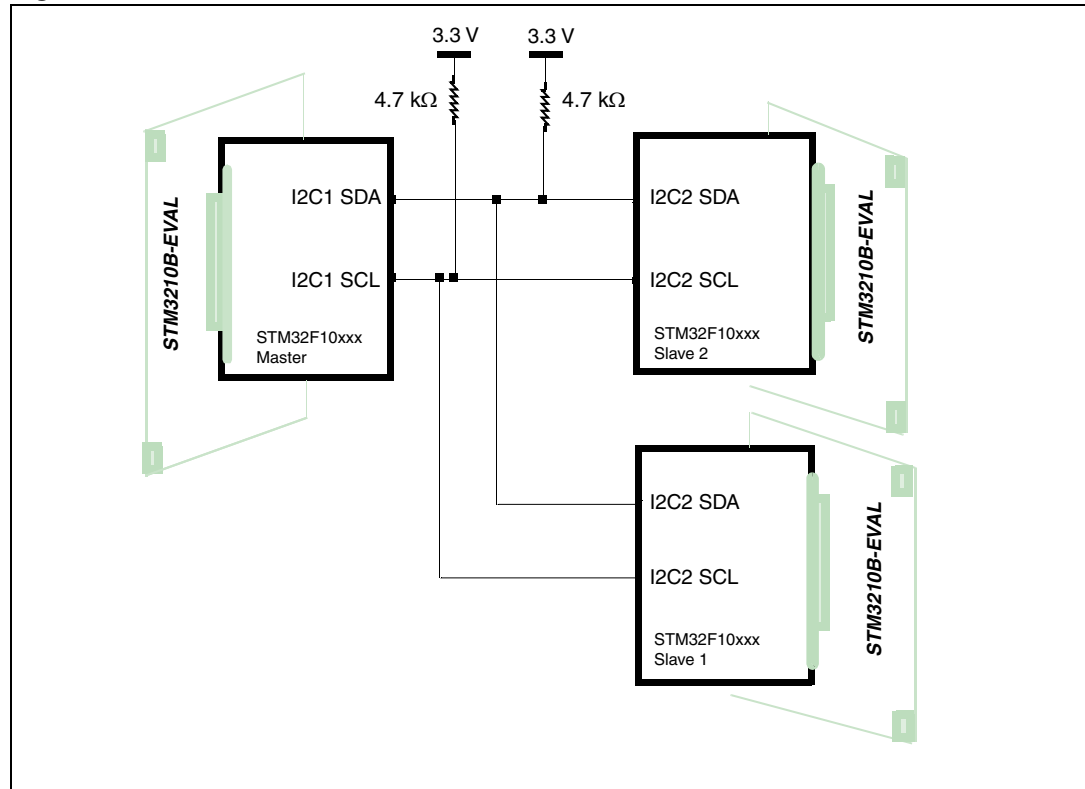 3.3 V
3.3 V
4.7 kΩ
4.7 kΩ
STM3210B-EVAL
I2C1 SDA
I2C1 SCL
STM32F10xxx
Master
I2C2 SDA
I2C2 SCL
STM32F10xxx
Slave 2
STM3210B-EVAL
I2C2 SDA
I2C2 SCL
STM32F10xxx
Slave 1
STM3210B-EVAL